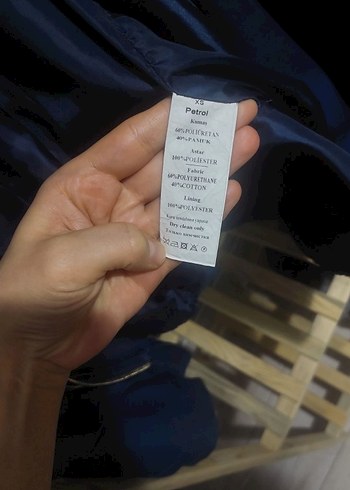 XS
Petrol
Kumaş
60%POLİÜRETAN
40%PAMUK
Astar
100%POLİESTER
Fabric
60%POLYURETHANE
40%COTTON
Lining
100%POLYESTER
Dry clean only